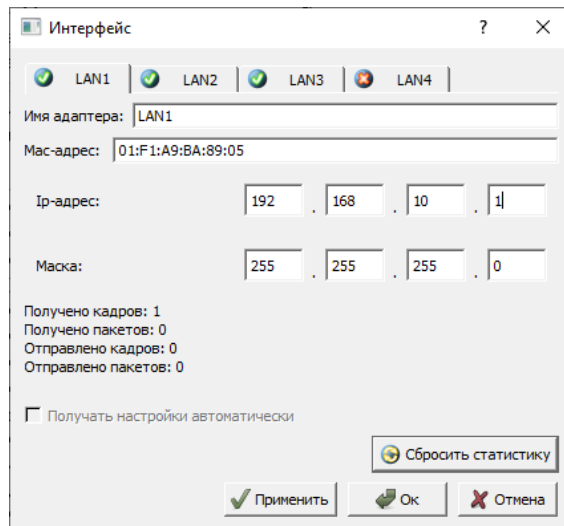 Интерфейс
LAN1 LAN2 LAN3 LAN4
Имя адаптера: LAN1
Mac-адрес: 01:F1:A9:BA:89:05
Ip-адрес: 192 . 168 . 10 . 1
Маска: 255 . 255 . 255 . 0
Получено кадров: 1
Получено пакетов: 0
Отправлено кадров: 0
Отправлено пакетов: 0
Получать настройки автоматически
Сбросить статистику
Применить Ок Отмена